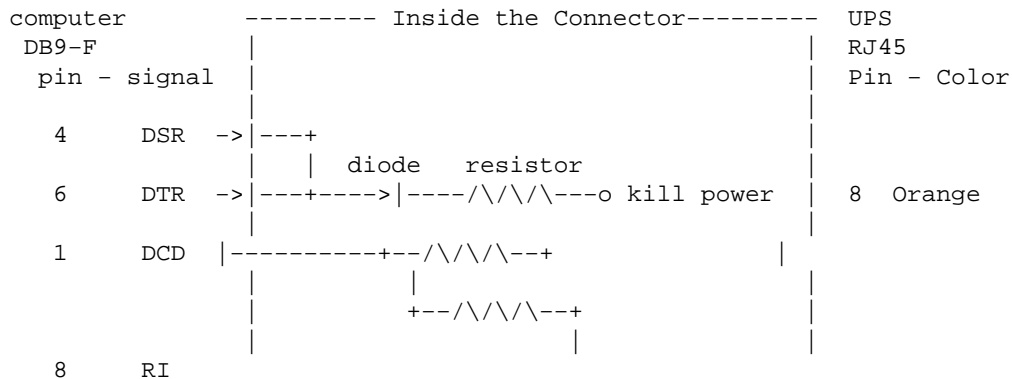 computer --------- Inside the Connector--------- UPS
DB9-F | | RJ45
pin - signal | | Pin - Color
| |
4 DSR ->|---+ |
| | diode resistor |
6 DTR ->|---+---->|----/\/\/\---o kill power | 8 Orange
| |
1 DCD |----------+--/\/\/\--+ |
| | |
| +--/\/\/\--+ |
| | |
8 RI